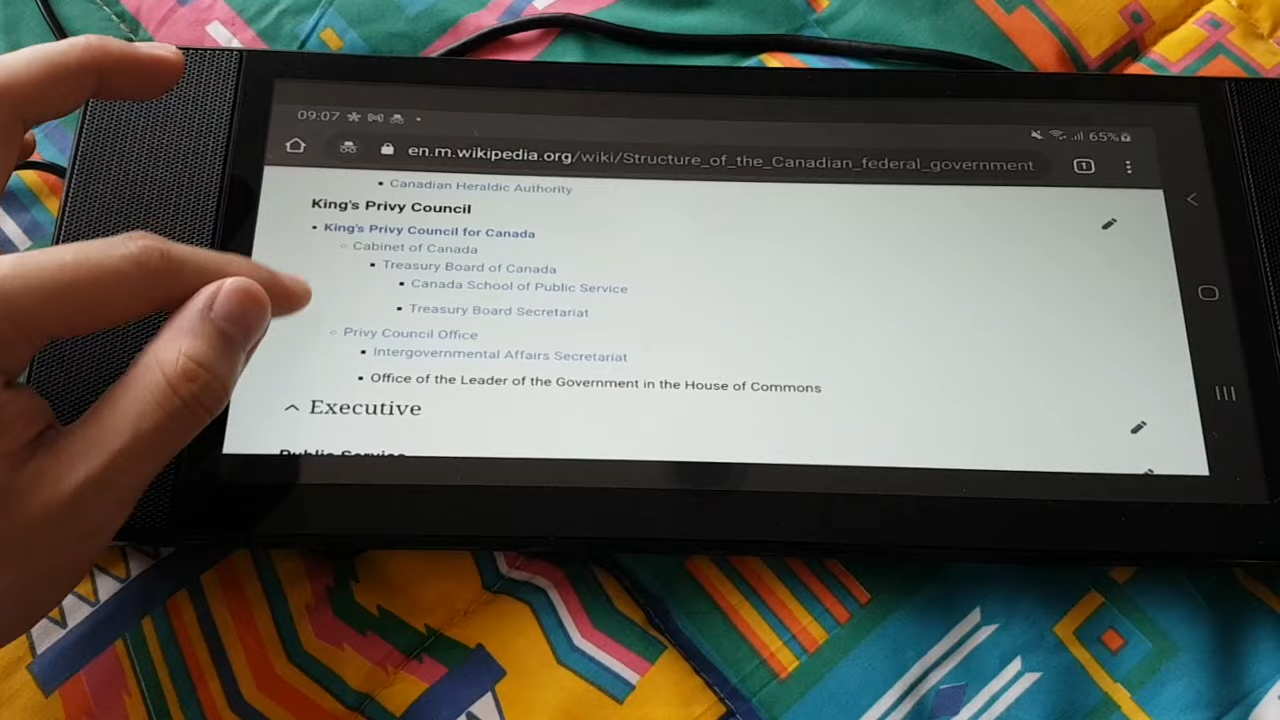 09:07
65%
en.m.wikipedia.org/wiki/Structure_of_the_Canadian_federal_government
1
Canadian Heraldic Authority
King's Privy Council
King's Privy Council for Canada
Cabinet of Canada
Treasury Board of Canada
Canada School of Public Service
Treasury Board Secretariat
Privy Council Office
Intergovernmental Affairs Secretariat
Office of the Leader of the Government in the House of Commons
Executive
Public Service